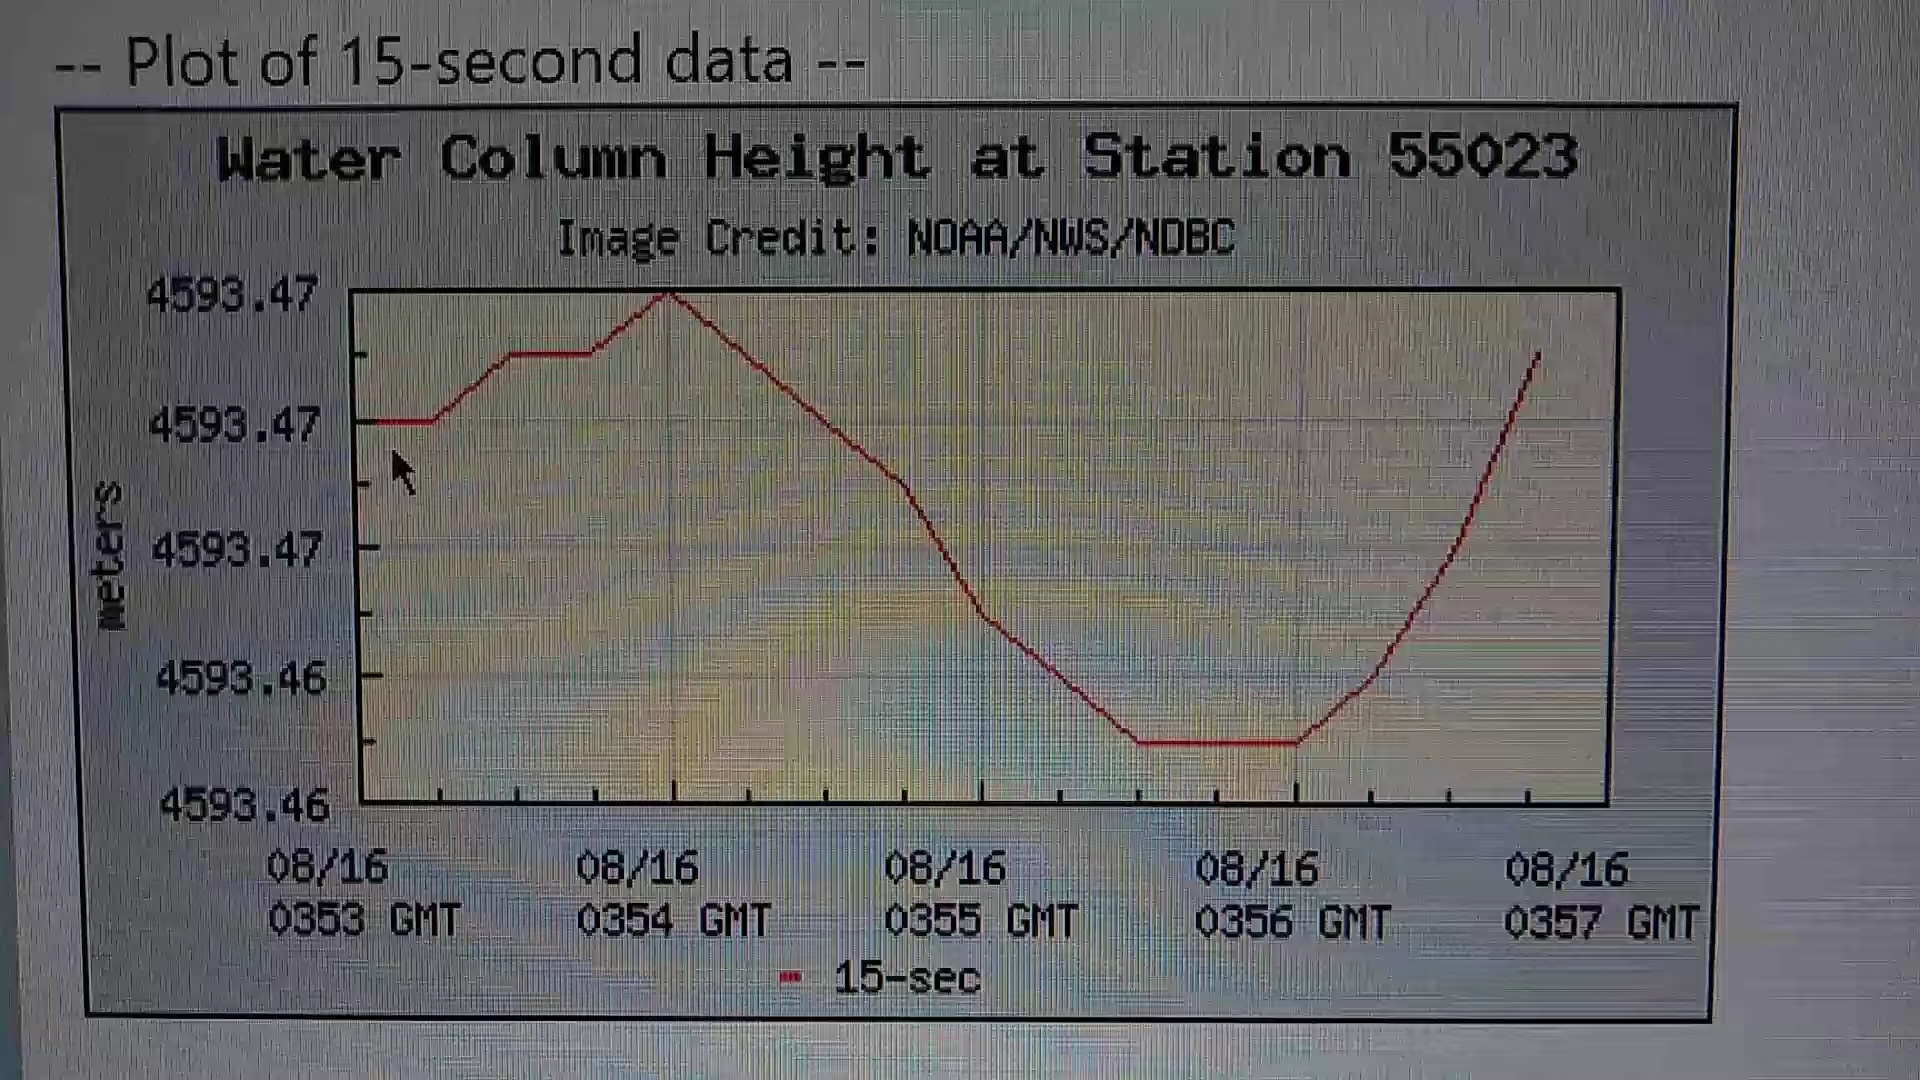 -- Plot of 15-second data --
Water Column Height at Station 55023
Image Credit: NOAA/NWS/NDBC
4593.47
4593.47
4593.47
4593.46
4593.46
meters
08/16 08/16 08/16 08/16 08/16
0353 GMT 0354 GMT 0355 GMT 0356 GMT 0357 GMT
15-sec